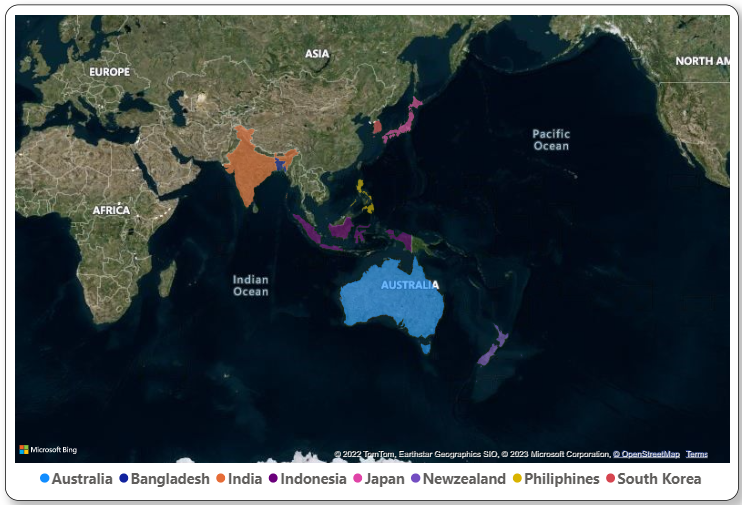 ASIA
NORTH AM
EUROPE
Pacific
Ocean
AFRICA
Indian
Ocean
AUSTRALIA
Microsoft Bing
© 2022 TomTom, Earthstar Geographics SIO, © 2023 Microsoft Corporation, © OpenStreetMap Terms
Australia Bangladesh India Indonesia Japan Newzealand Philiphines South Korea